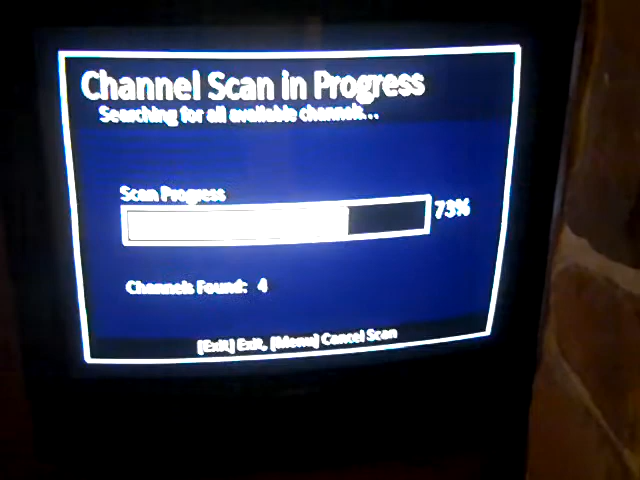 Channel Scan in Progress
Searching for all available channels...
Scan Progress
73%
Channels Found: 4
[Exit] Exit, [Menu] Cancel Scan